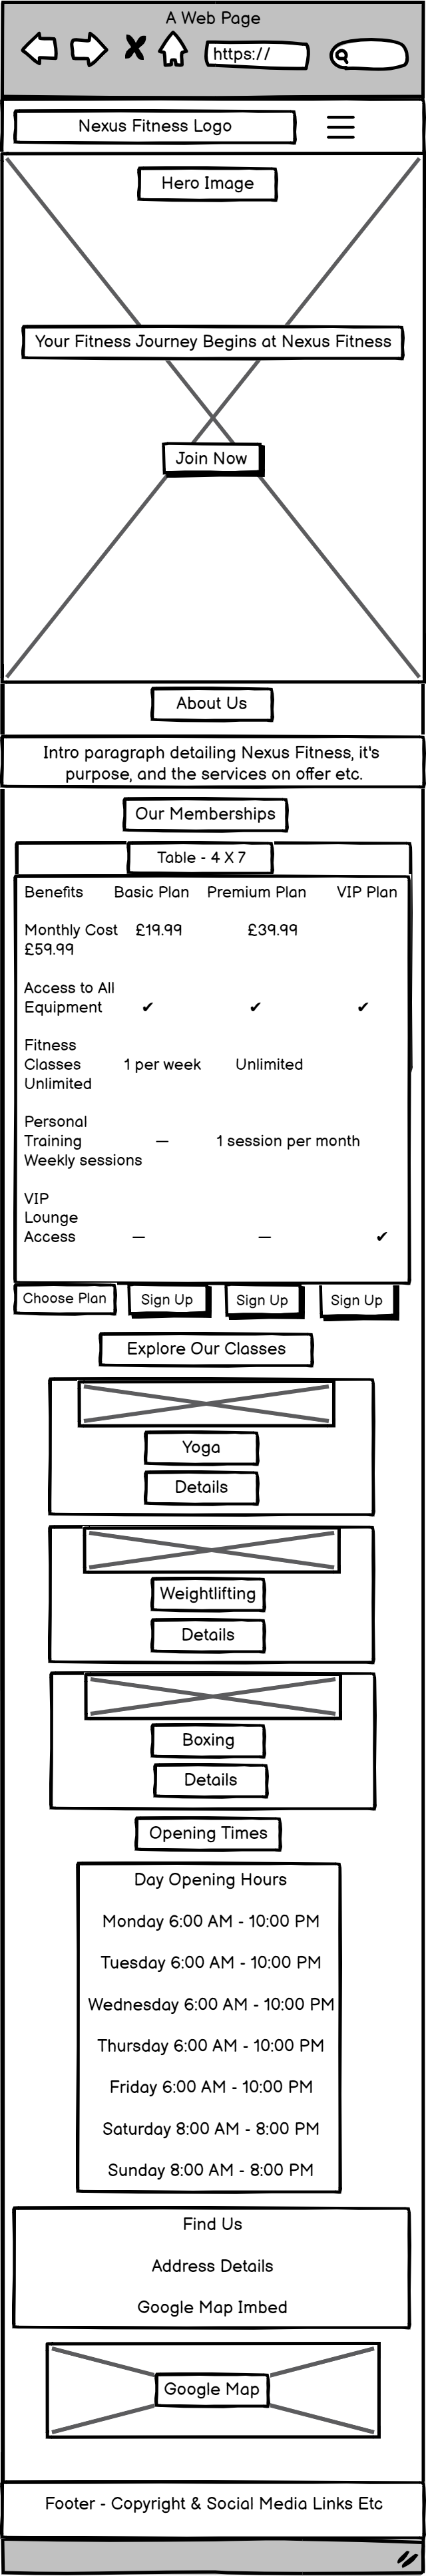 A Web Page
https://
Nexus Fitness Logo
Hero Image
Your Fitness Journey Begins at Nexus Fitness
Join Now
About Us
Intro paragraph detailing Nexus Fitness, it's
purpose, and the services on offer etc.
Our Memberships
Table - 4 X 7
Benefits Basic Plan Premium Plan VIP Plan
Monthly Cost £19.99 £39.99
£59.99
Access to All
Equipment ✔ ✔ ✔
Fitness
Classes 1 per week Unlimited
Unlimited
Personal
Training — 1 session per month
Weekly sessions
VIP
Lounge
Access — — ✔
Choose Plan Sign Up Sign Up Sign Up
Explore Our Classes
Yoga
Details
Weightlifting
Details
Boxing
Details
Opening Times
Day Opening Hours
Monday 6:00 AM - 10:00 PM
Tuesday 6:00 AM - 10:00 PM
Wednesday 6:00 AM - 10:00 PM
Thursday 6:00 AM - 10:00 PM
Friday 6:00 AM - 10:00 PM
Saturday 8:00 AM - 8:00 PM
Sunday 8:00 AM - 8:00 PM
Find Us
Address Details
Google Map Imbed
Google Map
Footer - Copyright & Social Media Links Etc